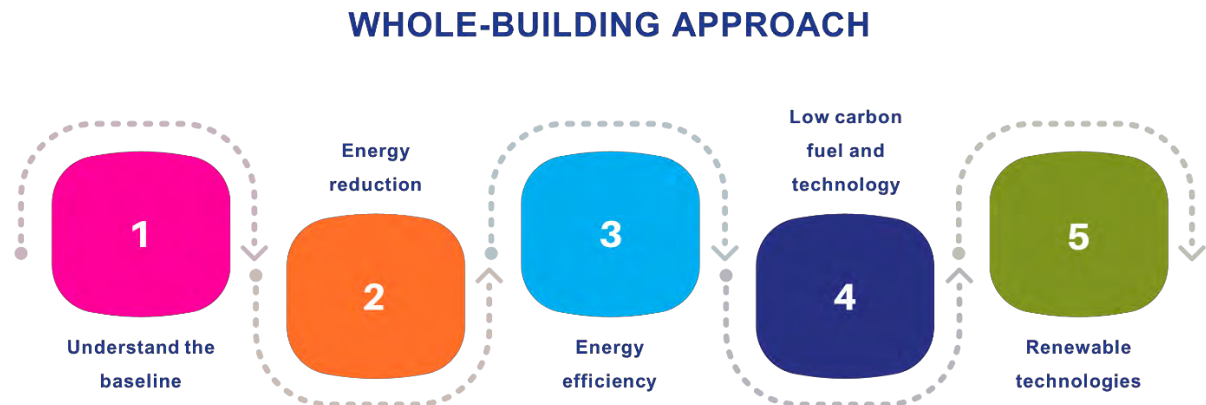 WHOLE-BUILDING APPROACH
1
Understand the
baseline
Energy
reduction
2
3
Energy
efficiency
Low carbon
fuel and
technology
4
5
Renewable
technologies